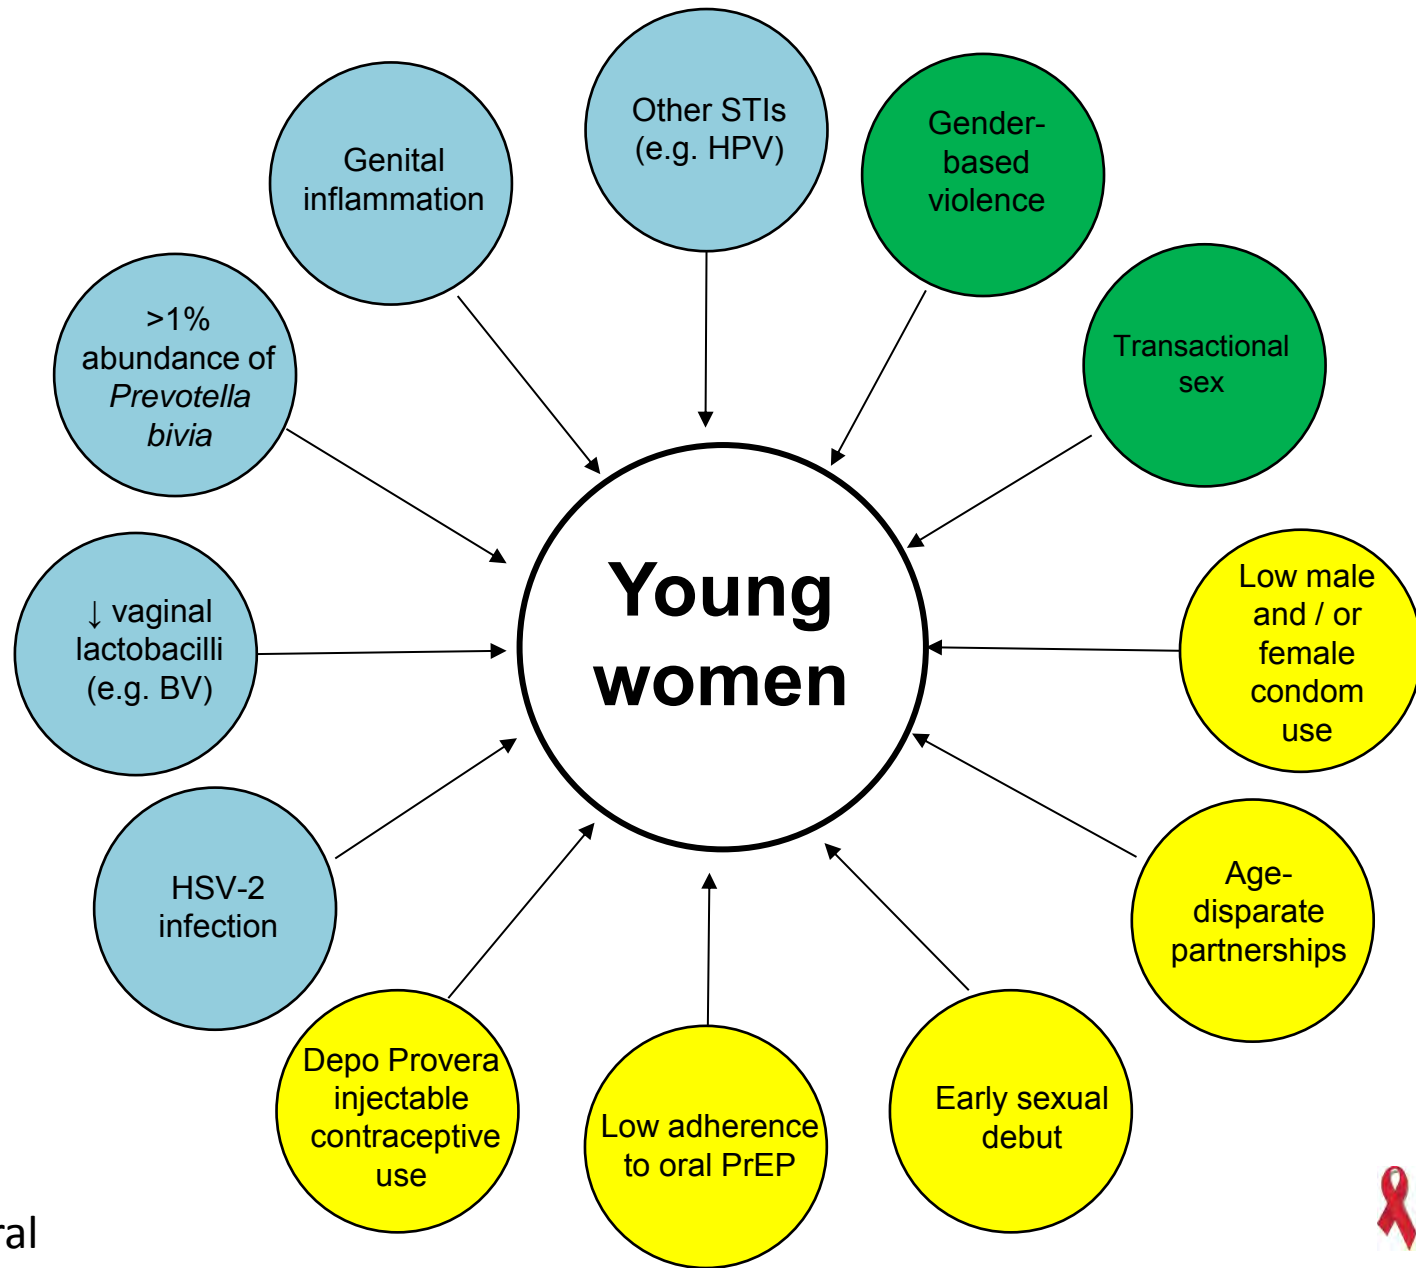 Other STIs
(e.g. HPV)
Gender-
based
violence
Transactional
sex
Low male
and / or
female
condom
use
Age-
disparate
partnerships
Early sexual
debut
Low adherence
to oral PrEP
Depo Provera
injectable
contraceptive
use
HSV-2
infection
↓ vaginal
lactobacilli
(e.g. BV)
>1%
abundance of
Prevotella
bivia
Genital
inflammation
Young
women
ral